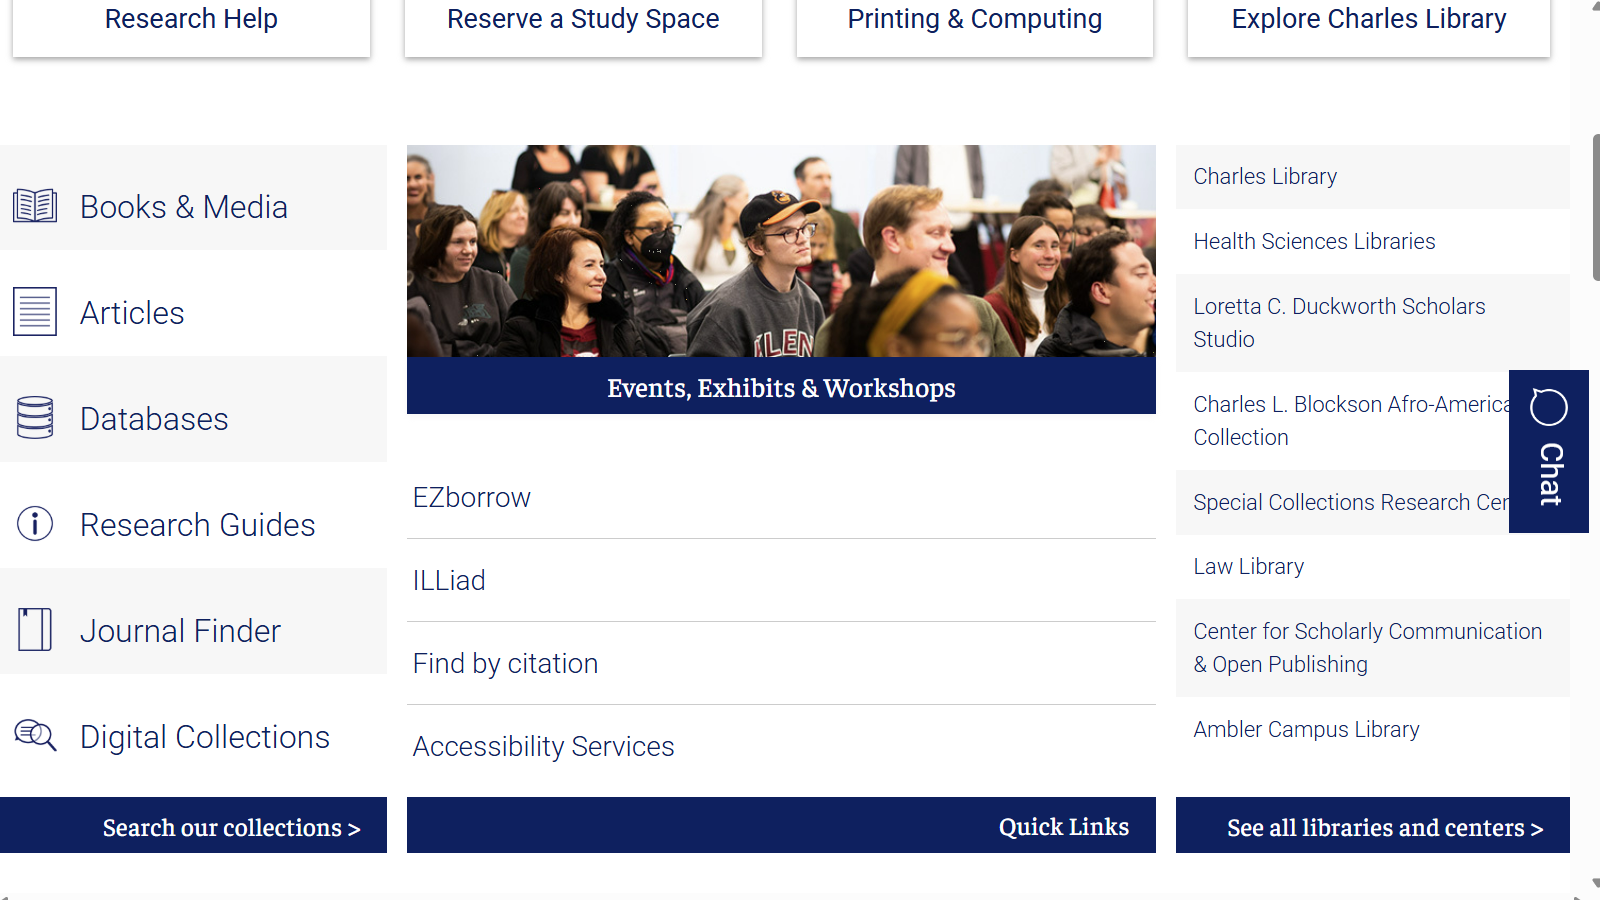 Research Help
Reserve a Study Space
Printing & Computing
Explore Charles Library
Books & Media
Articles
Databases
Research Guides
Journal Finder
Digital Collections
Search our collections >
Events, Exhibits & Workshops
EZborrow
ILLiad
Find by citation
Accessibility Services
Quick Links
Charles Library
Health Sciences Libraries
Loretta C. Duckworth Scholars
Studio
Charles L. Blockson Afro-America
Collection
Special Collections Research Cen
Law Library
Center for Scholarly Communication
& Open Publishing
Ambler Campus Library
See all libraries and centers >
Chat